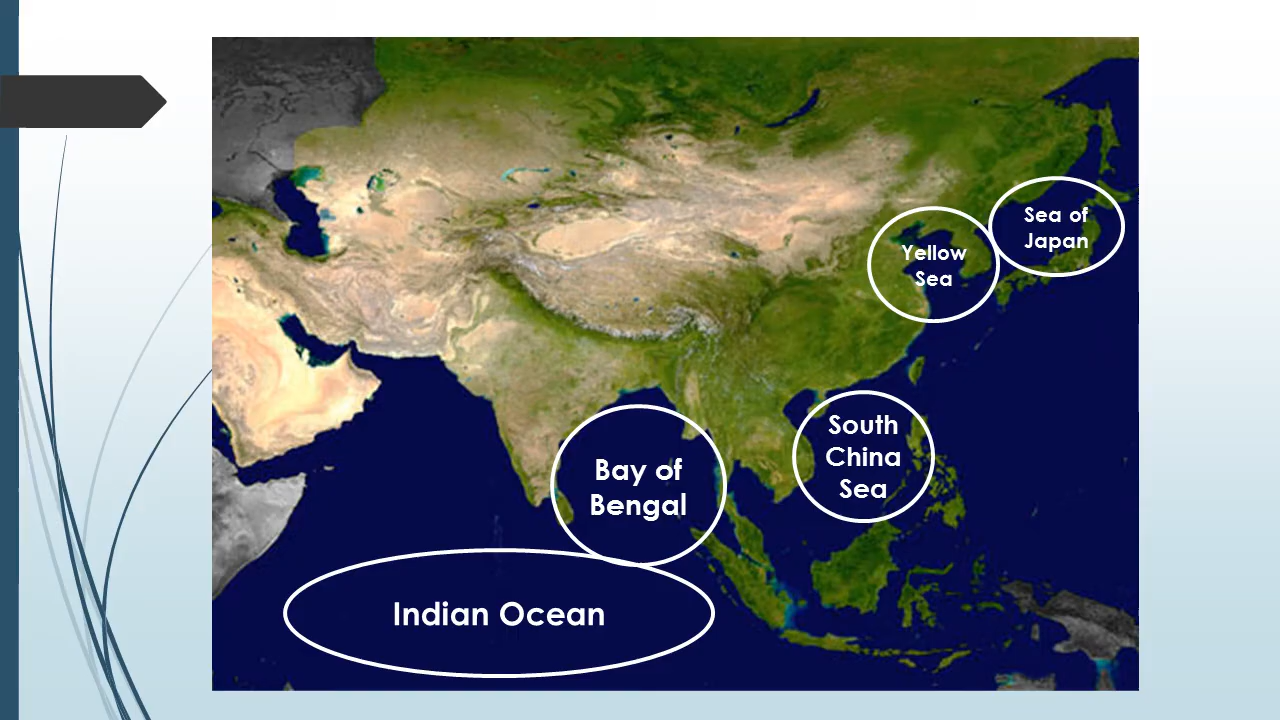 Sea of
Japan
Yellow
Sea
South
China
Sea
Bay of
Bengal
Indian Ocean